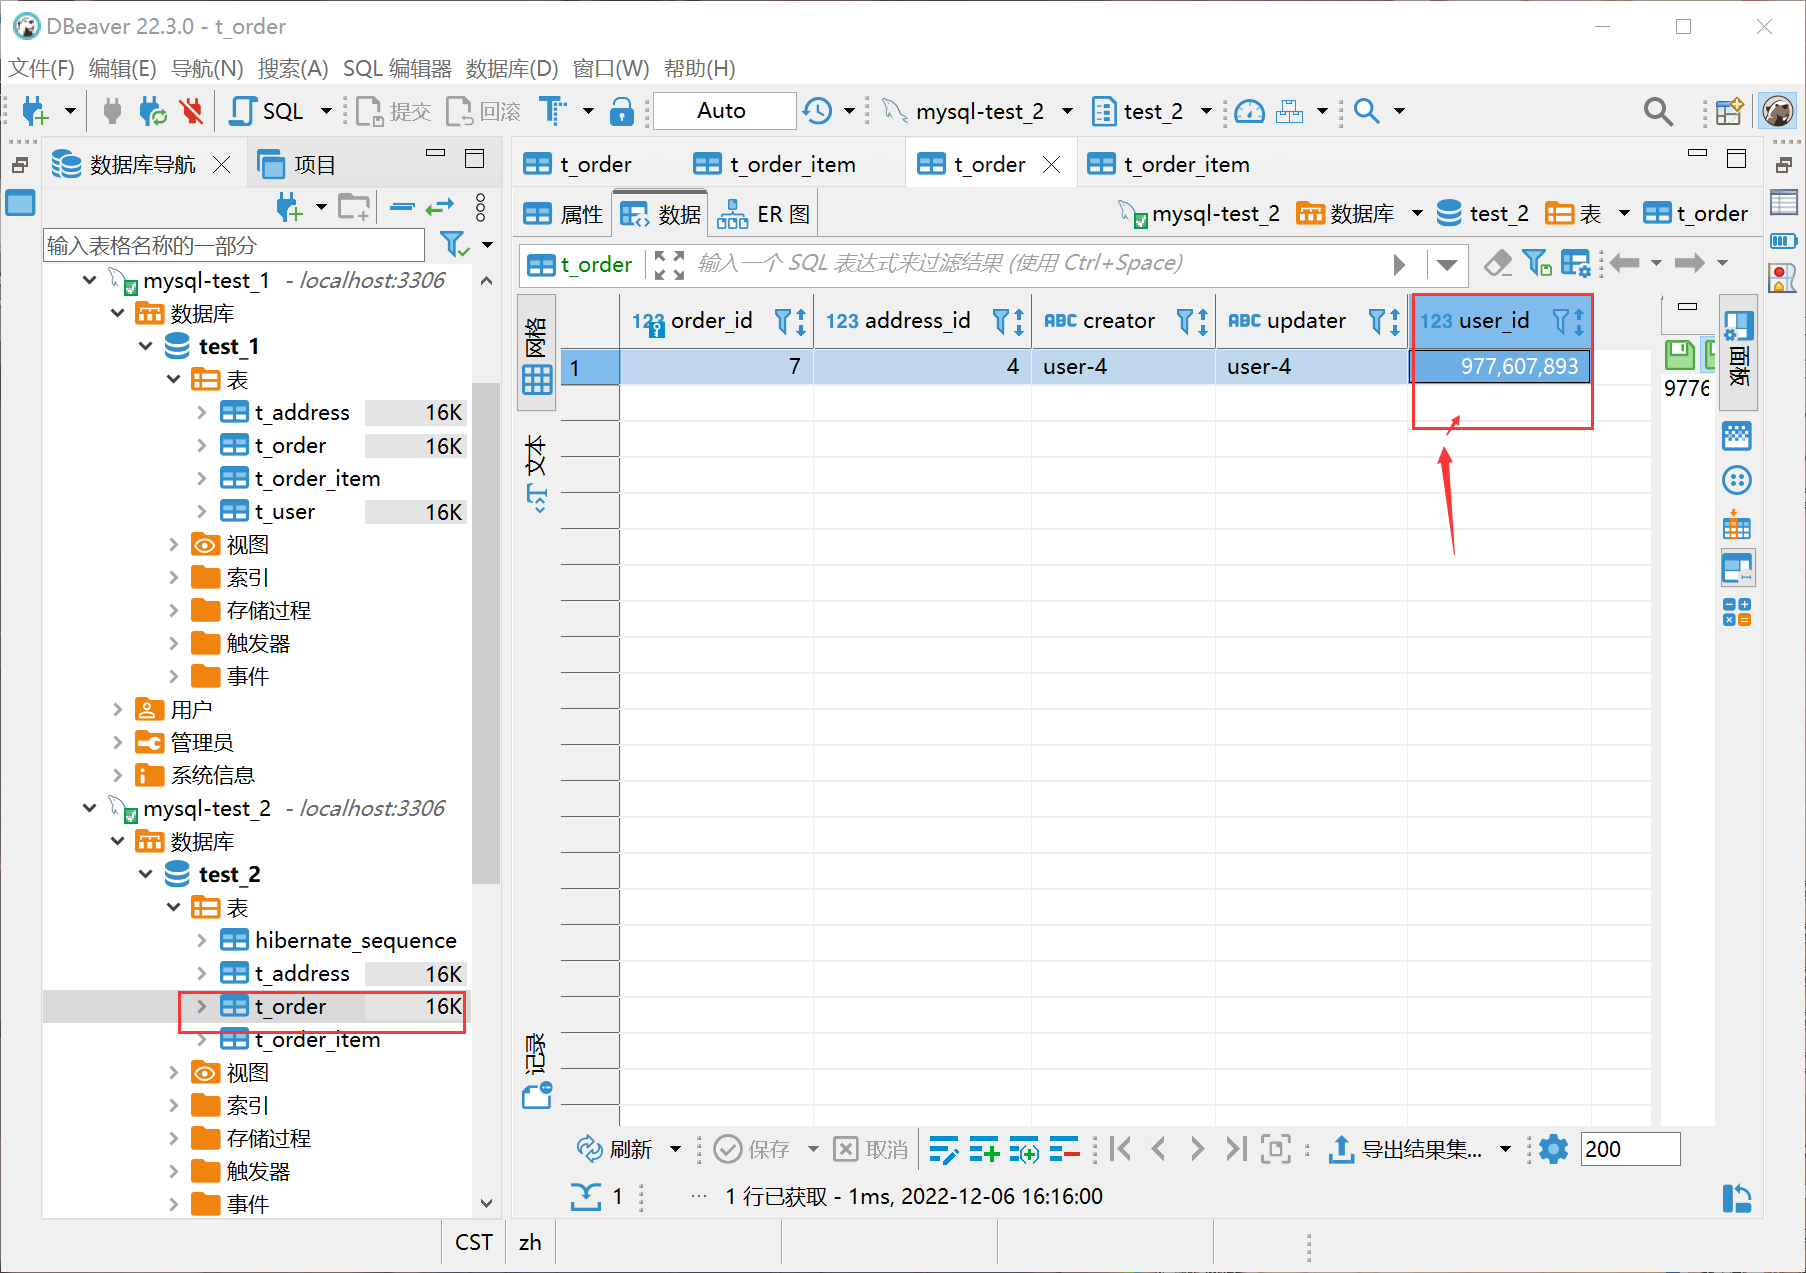 DBeaver 22.3.0 - t_order
文件(F) 编辑(E) 导航(N) 搜索(A) SQL 编辑器 数据库(D) 窗口(W) 帮助(H)
SQL 提交 回滚 Auto mysql-test_2 test_2
数据库导航 项目
输入表格名称的一部分
mysql-test_1 - localhost:3306
数据库
test_1
表
t_address 16K
t_order 16K
t_order_item
t_user 16K
视图
索引
存储过程
触发器
事件
用户
管理员
系统信息
mysql-test_2 - localhost:3306
数据库
test_2
表
hibernate_sequence
t_address 16K
t_order 16K
t_order_item
视图
索引
存储过程
触发器
事件
t_order t_order_item t_order t_order_item
属性 数据 ER 图 mysql-test_2 数据库 test_2 表 t_order
t_order 输入一个 SQL 表达式来过滤结果 (使用 Ctrl+Space)
网格
文本
记录
123 order_id 123 address_id ABC creator ABC updater 123 user_id
1 7 4 user-4 user-4 977,607,893
9776
面板
刷新 保存 取消 导出结果集... 200
1 ... 1 行已获取 - 1ms, 2022-12-06 16:16:00
CST zh